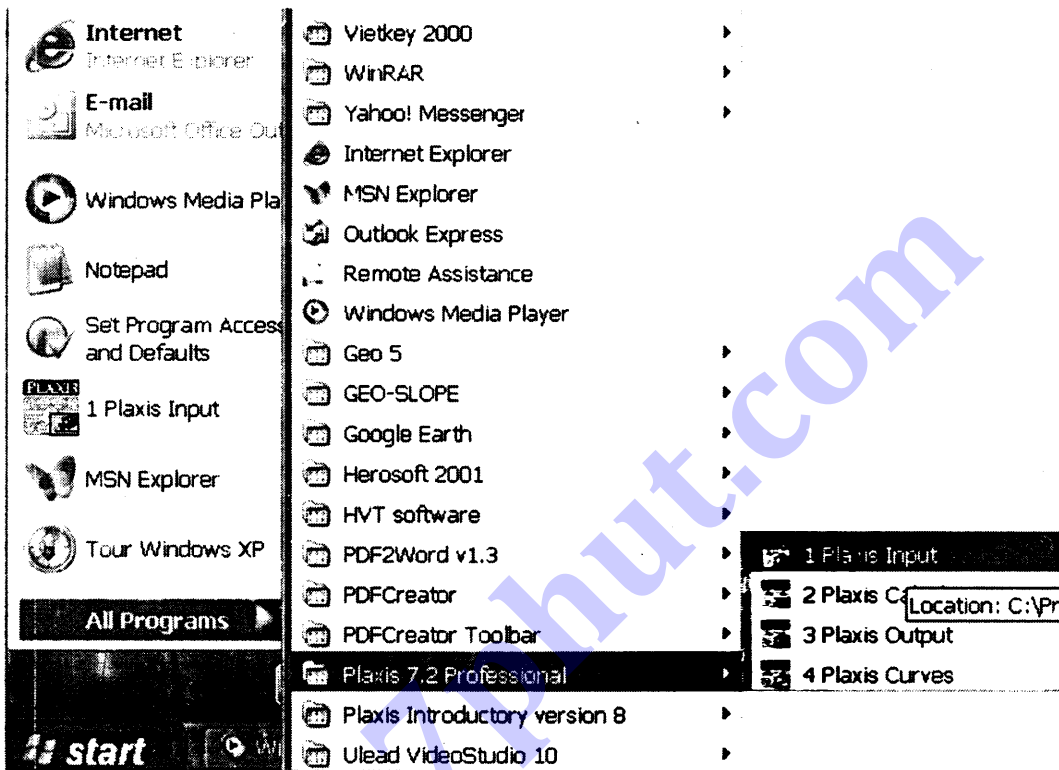 Internet
Internet Explorer
E-mail
Microsoft Office Out
Windows Media Pla
Notepad
Set Program Access
and Defaults
PLAXIS
1 Plaxis Input
MSN Explorer
Tour Windows XP
All Programs
start
Wi
Vietkey 2000
WinRAR
Yahoo! Messenger
Internet Explorer
MSN Explorer
Outlook Express
Remote Assistance
Windows Media Player
Geo 5
GEO-SLOPE
Google Earth
Herosoft 2001
HVT software
PDF2Word v1.3
PDFCreator
PDFCreator Toolbar
Plaxis 7.2 Professional
Plaxis Introductory version 8
Ulead VideoStudio 10
1 Plaxis Input
2 Plaxis Ca
Location: C:\Pr
3 Plaxis Output
4 Plaxis Curves
7phut.com